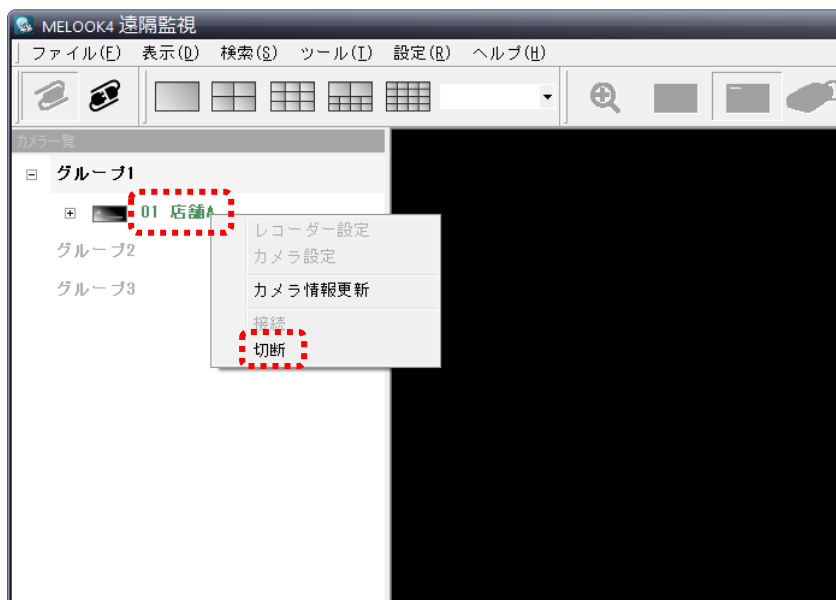 MELOOK4 遠隔監視
ファイル(F) 表示(D) 検索(S) ツール(T) 設定(R) ヘルプ(H)
カメラ一覧
グループ1
01 店舗A
グループ2
グループ3
レコーダー設定
カメラ設定
カメラ情報更新
接続
切断